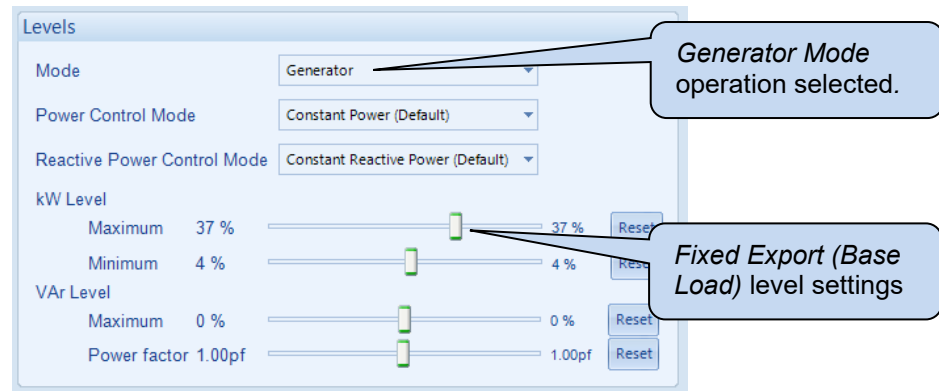 Levels
Mode Generator
Generator Mode
operation selected.
Power Control Mode Constant Power (Default)
Reactive Power Control Mode Constant Reactive Power (Default)
kW Level
Maximum 37 % 37 % Reset
Minimum 4 % 4 % Reset
Fixed Export (Base
Load) level settings
VAr Level
Maximum 0 % 0 % Reset
Power factor 1.00pf 1.00pf Reset